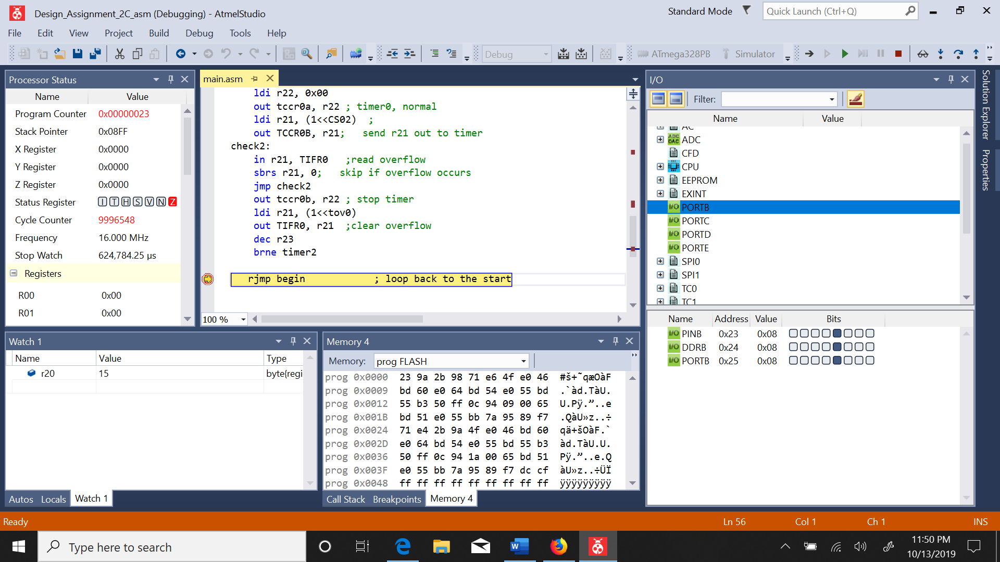 Design_Assignment_2C_asm (Debugging) - AtmelStudio
Standard Mode
Quick Launch (Ctrl+Q)
File Edit View Project Build Debug Tools Help
Debug
ATmega328PB
Simulator
Processor Status
Name Value
Program Counter 0x00000023
Stack Pointer 0x08FF
X Register 0x0000
Y Register 0x0000
Z Register 0x0000
Status Register I T H S V N Z
Cycle Counter 9996548
Frequency 16.000 MHz
Stop Watch 624,784.25 µs
Registers
R00 0x00
R01 0x00
main.asm
ldi r22, 0x00
out tccr0a, r22 ; timer0, normal
ldi r21, (1<<CS02) ;
out TCCR0B, r21; send r21 out to timer
check2:
in r21, TIFR0 ;read overflow
sbrs r21, 0; skip if overflow occurs
jmp check2
out tccr0b, r22 ; stop timer
ldi r21, (1<<tov0)
out TIFR0, r21 ;clear overflow
dec r23
brne timer2
rjmp begin ; loop back to the start
100 %
I/O
Filter:
Name Value
AC
ADC DAC ADC
CFD
CPU
EEPROM
EXINT
I/O PORTB
I/O PORTC
I/O PORTD
I/O PORTE
SPI0
SPI1
TC0
TC1
Name Address Value Bits
I/O PINB 0x23 0x08
I/O DDRB 0x24 0x08
I/O PORTB 0x25 0x08
Solution Explorer
Properties
Watch 1
Name Value Type
r20 15 byte{regi
Autos Locals Watch 1
Memory 4
Memory: prog FLASH
prog 0x0000 23 9a 2b 98 71 e6 4f e0 46 #š+˜qæOàF
prog 0x0009 bd 60 e0 64 bd 54 e0 55 bd .`àd.TàU.
prog 0x0012 55 b3 50 ff 0c 94 09 00 65 U.Pÿ.”..e
prog 0x001B bd 51 e0 55 bb 7a 95 89 f7 .QàU»z..÷
prog 0x0024 71 e4 2b 9a 4f e0 46 bd 60 qä+šOàF.`
prog 0x002D e0 64 bd 54 e0 55 bd 55 b3 àd.TàU.U.
prog 0x0036 50 ff 0c 94 1a 00 65 bd 51 Pÿ.”..e.Q
prog 0x003F e0 55 bb 7a 95 89 f7 dc cf àU»z..÷ÜÏ
prog 0x0048 ff ff ff ff ff ff ff ff ff ÿÿÿÿÿÿÿÿÿ
Call Stack Breakpoints Memory 4
Ready
Ln 56 Col 1 Ch 1 INS
Type here to search
W
11:50 PM
10/13/2019